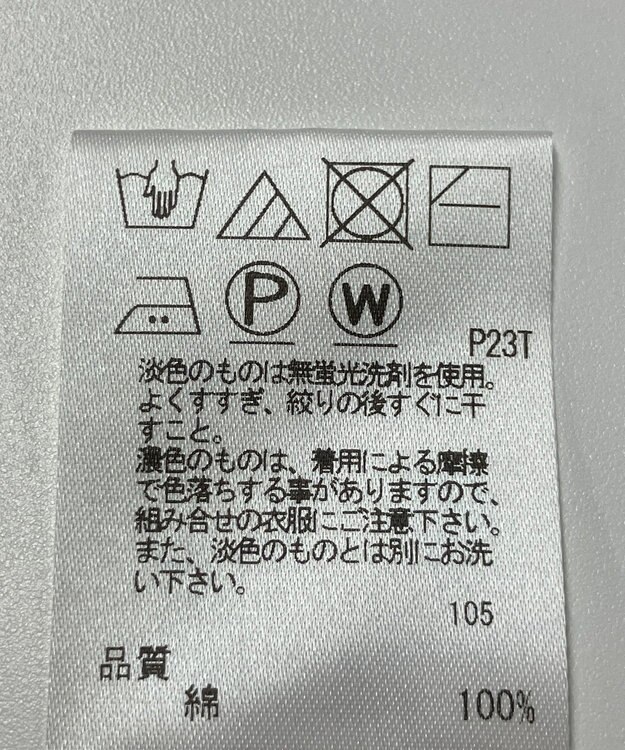 P W
P23T
淡色のものは無蛍光洗剤を使用。
よくすすぎ、絞りの後すぐに干
すこと。
濃色のものは、着用による摩擦
で色落ちする事がありますので、
組み合せの衣服にご注意下さい。
また、淡色のものとは別にお洗
い下さい。
105
品質
綿 100%